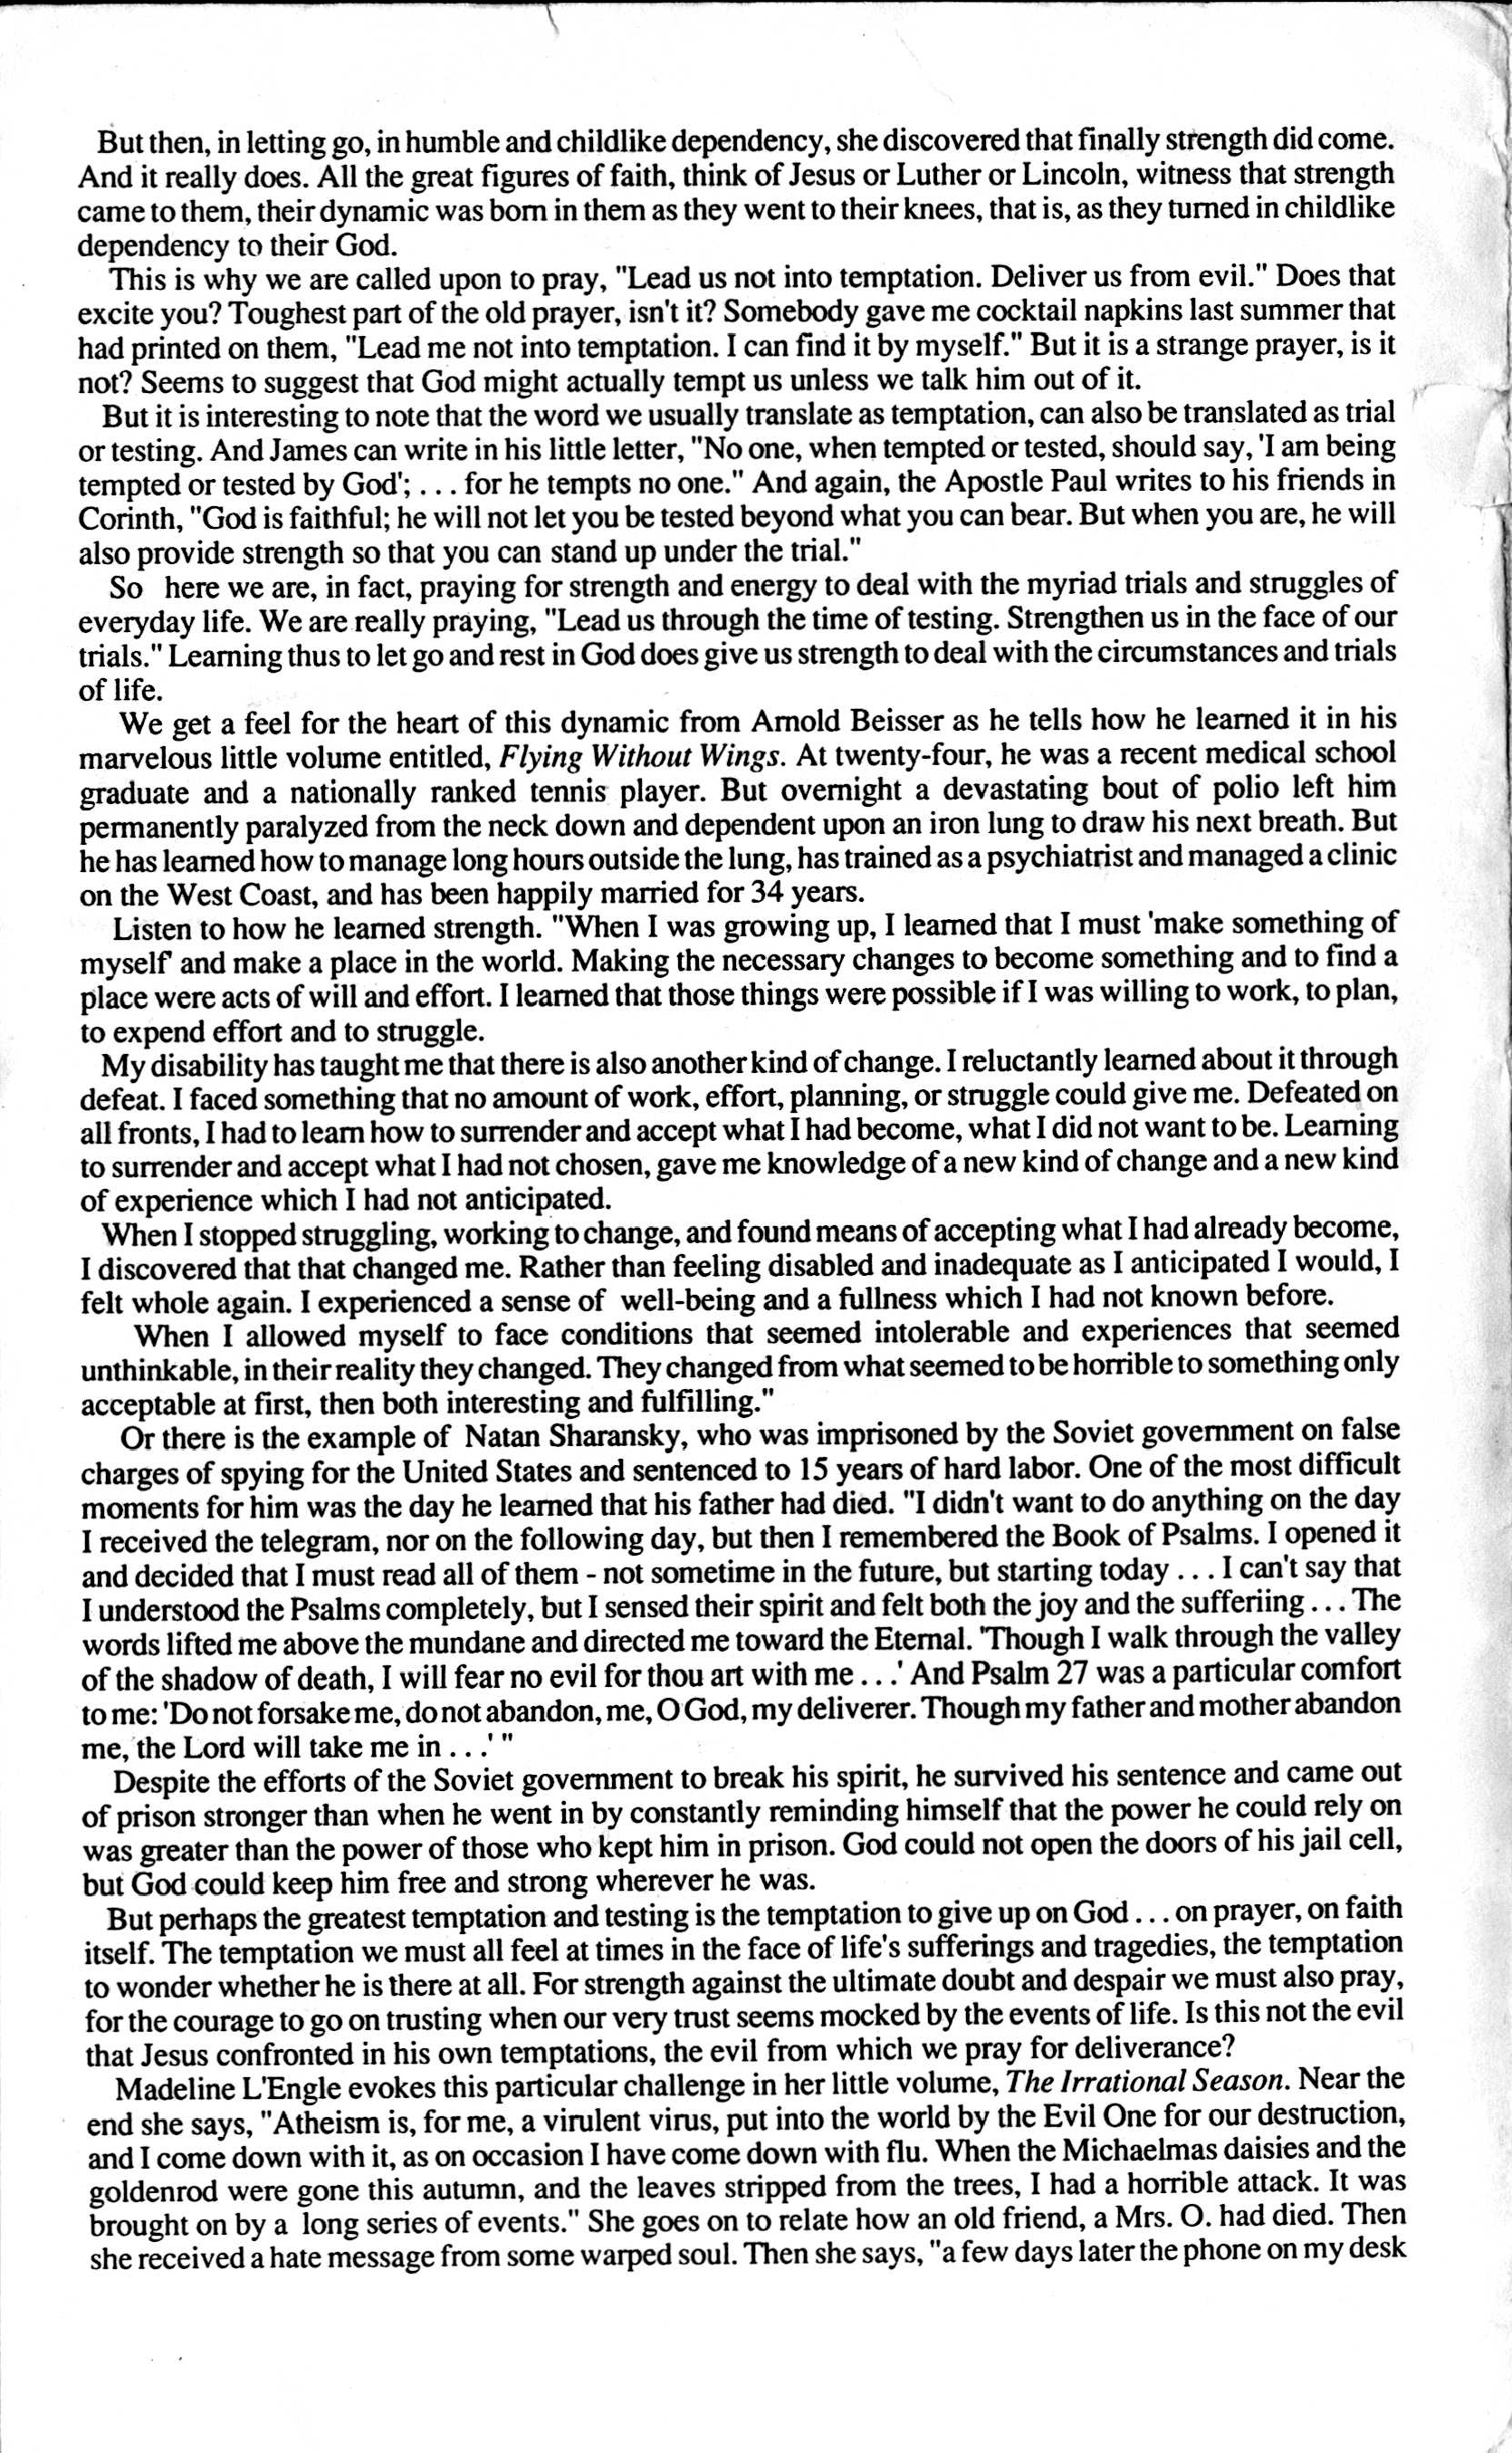 But then, in letting go, in humble and childlike dependency, she discovered that finally strength did come.
And it really does. All the great figures of faith, think of Jesus or Luther or Lincoln, witness that strength
came to them, their dynamic was born in them as they went to their knees, that is, as they turned in childlike
dependency to their God.
This is why we are called upon to pray, "Lead us not into temptation. Deliver us from evil." Does that
excite you? Toughest part of the old prayer, isn't it? Somebody gave me cocktail napkins last summer that
had printed on them, "Lead me not into temptation. I can find it by myself." But it is a strange prayer, is it
not? Seems to suggest that God might actually tempt us unless we talk him out of it.
But it is interesting to note that the word we usually translate as temptation, can also be translated as trial
or testing. And James can write in his little letter, "No one, when tempted or tested, should say, 'I am being
tempted or tested by God'; . . . for he tempts no one." And again, the Apostle Paul writes to his friends in
Corinth, "God is faithful; he will not let you be tested beyond what you can bear. But when you are, he will
also provide strength so that you can stand up under the trial."
So here we are, in fact, praying for strength and energy to deal with the myriad trials and struggles of
everyday life. We are really praying, "Lead us through the time of testing. Strengthen us in the face of our
trials." Learning thus to let go and rest in God does give us strength to deal with the circumstances and trials
of life.
We get a feel for the heart of this dynamic from Arnold Beisser as he tells how he learned it in his
marvelous little volume entitled, Flying Without Wings. At twenty-four, he was a recent medical school
graduate and a nationally ranked tennis player. But overnight a devastating bout of polio left him
permanently paralyzed from the neck down and dependent upon an iron lung to draw his next breath. But
he has learned how to manage long hours outside the lung, has trained as a psychiatrist and managed a clinic
on the West Coast, and has been happily married for 34 years.
Listen to how he learned strength. "When I was growing up, I learned that I must 'make something of
myself' and make a place in the world. Making the necessary changes to become something and to find a
place were acts of will and effort. I learned that those things were possible if I was willing to work, to plan,
to expend effort and to struggle.
My disability has taught me that there is also another kind of change. I reluctantly learned about it through
defeat. I faced something that no amount of work, effort, planning, or struggle could give me. Defeated on
all fronts, I had to learn how to surrender and accept what I had become, what I did not want to be. Learning
to surrender and accept what I had not chosen, gave me knowledge of a new kind of change and a new kind
of experience which I had not anticipated.
When I stopped struggling, working to change, and found means of accepting what I had already become,
I discovered that that changed me. Rather than feeling disabled and inadequate as I anticipated I would, I
felt whole again. I experienced a sense of well-being and a fullness which I had not known before.
When I allowed myself to face conditions that seemed intolerable and experiences that seemed
unthinkable, in their reality they changed. They changed from what seemed to be horrible to something only
acceptable at first, then both interesting and fulfilling."
Or there is the example of Natan Sharansky, who was imprisoned by the Soviet government on false
charges of spying for the United States and sentenced to 15 years of hard labor. One of the most difficult
moments for him was the day he learned that his father had died. "I didn't want to do anything on the day
I received the telegram, nor on the following day, but then I remembered the Book of Psalms. I opened it
and decided that I must read all of them - not sometime in the future, but starting today . . . I can't say that
I understood the Psalms completely, but I sensed their spirit and felt both the joy and the sufferiing . . . The
words lifted me above the mundane and directed me toward the Eternal. 'Though I walk through the valley
of the shadow of death, I will fear no evil for thou art with me . . .' And Psalm 27 was a particular comfort
to me: 'Do not forsake me, do not abandon, me, O God, my deliverer. Though my father and mother abandon
me, the Lord will take me in . . .' "
Despite the efforts of the Soviet government to break his spirit, he survived his sentence and came out
of prison stronger than when he went in by constantly reminding himself that the power he could rely on
was greater than the power of those who kept him in prison. God could not open the doors of his jail cell,
but God could keep him free and strong wherever he was.
But perhaps the greatest temptation and testing is the temptation to give up on God . . . on prayer, on faith
itself. The temptation we must all feel at times in the face of life's sufferings and tragedies, the temptation
to wonder whether he is there at all. For strength against the ultimate doubt and despair we must also pray,
for the courage to go on trusting when our very trust seems mocked by the events of life. Is this not the evil
that Jesus confronted in his own temptations, the evil from which we pray for deliverance?
Madeline L'Engle evokes this particular challenge in her little volume, The Irrational Season. Near the
end she says, "Atheism is, for me, a virulent virus, put into the world by the Evil One for our destruction,
and I come down with it, as on occasion I have come down with flu. When the Michaelmas daisies and the
goldenrod were gone this autumn, and the leaves stripped from the trees, I had a horrible attack. It was
brought on by a long series of events." She goes on to relate how an old friend, a Mrs. O. had died. Then
she received a hate message from some warped soul. Then she says, "a few days later the phone on my desk